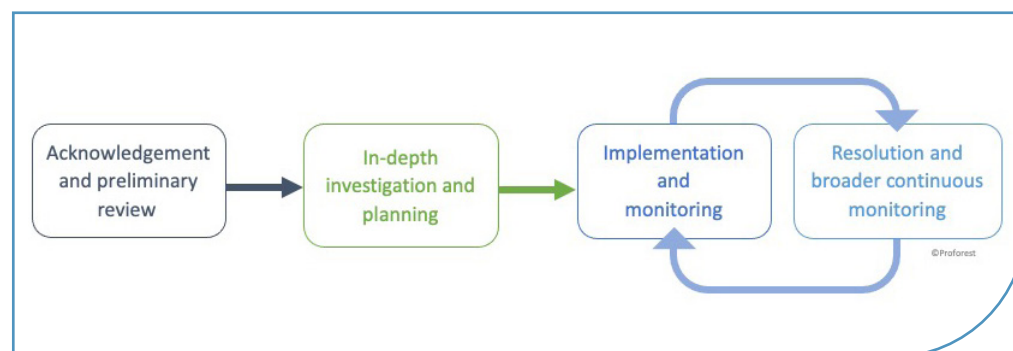 Acknowledgement
and preliminary
review
In-depth
investigation and
planning
Implementation
and
monitoring
Resolution and
broader continuous
monitoring
©Proforest